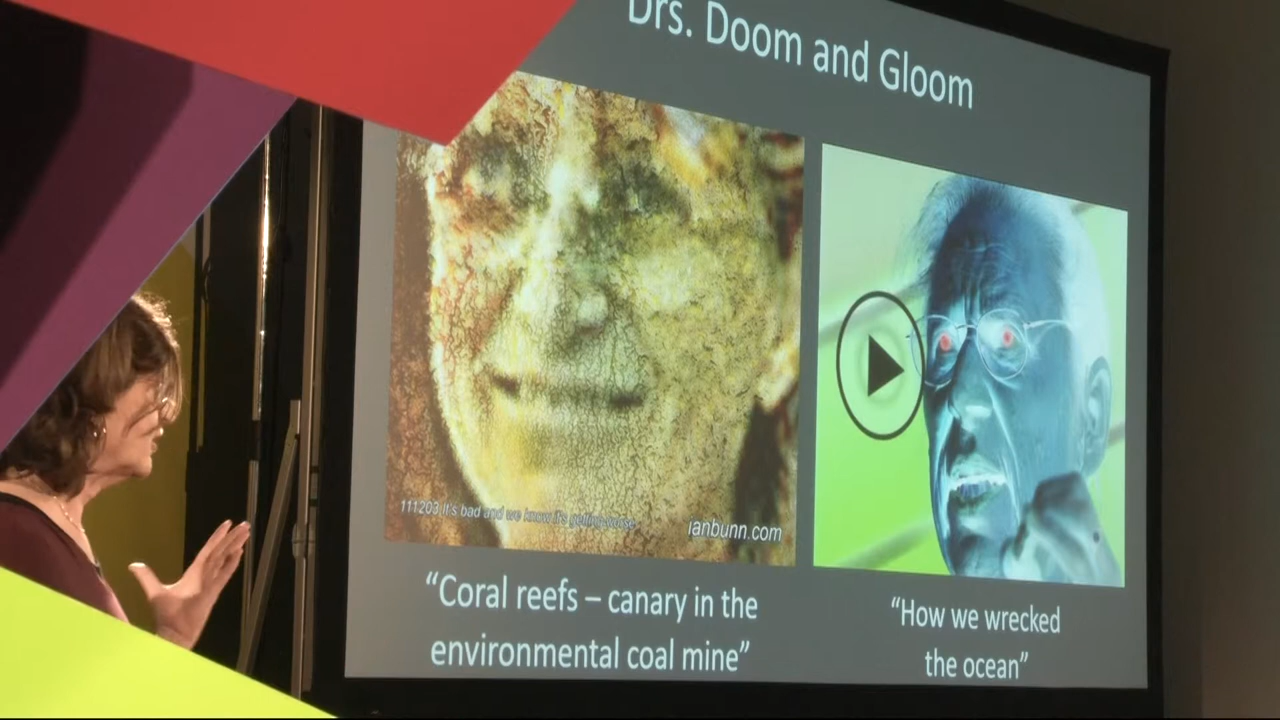 Drs. Doom and Gloom
111203 It's bad and we know it's getting worse
ianbunn.com
“Coral reefs – canary in the
environmental coal mine”
“How we wrecked
the ocean”